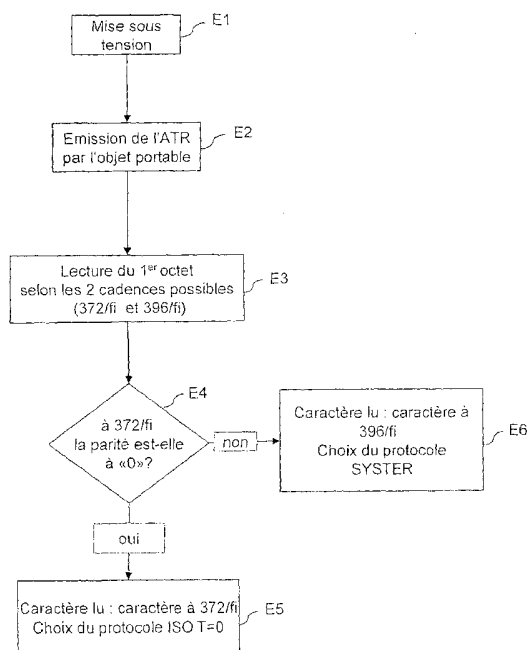 Mise sous
tension
E1
Emission de l'ATR
par l'objet portable
E2
Lecture du 1er octet
selon les 2 cadences possibles
(372/fi et 396/fi)
E3
E4
à 372/fi
la parité est-elle
à «0»?
non
Caractère lu : caractère à
396/fi
Choix du protocole
SYSTER
E6
oui
Caractère lu : caractère à 372/fi
Choix du protocole ISO T=0
E5